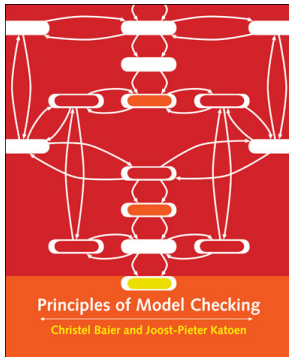 Principles of Model Checking
Christel Baier and Joost-Pieter Katoen